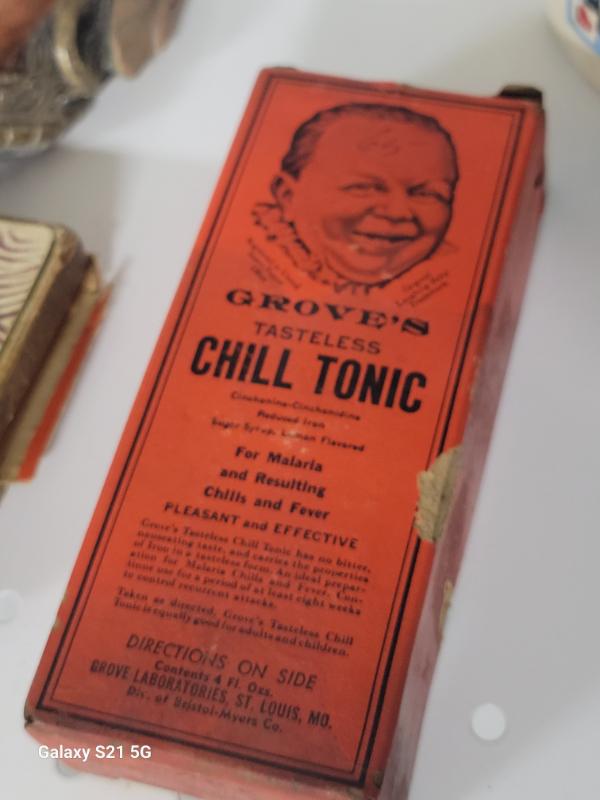 GROVE'S
TASTELESS
CHILL TONIC
Cinchonine-Cinchonidine
Reduced Iron
Sugar Syrup, Lemon Flavored
For Malaria
and Resulting
Chills and Fever
PLEASANT and EFFECTIVE
Grove's Tasteless Chill Tonic has no bitter,
nauseating taste, and carries the properties
of Iron in a tasteless form. An ideal prepar-
ation for Malaria Chills and Fever. Con-
tinue use for a period of at least eight weeks
to control recurrent attacks.
Taken as directed, Grove's Tasteless Chill
Tonic is equally good for adults and children.
DIRECTIONS ON SIDE
Contents 4 Fl. Ozs.
GROVE LABORATORIES, ST. LOUIS, MO.
Div. of Bristol-Myers Co.
Galaxy S21 5G